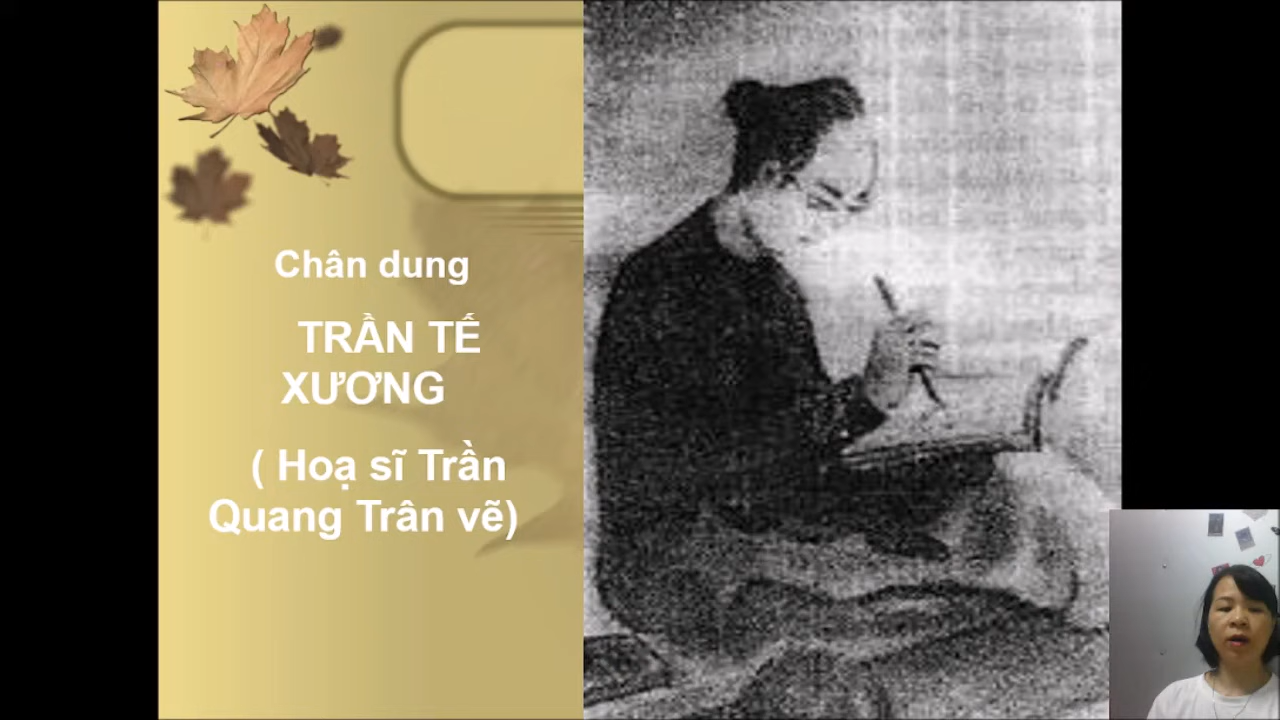 Chân dung
TRẦN TẾ
XƯƠNG
( Hoạ sĩ Trần
Quang Trân vẽ)